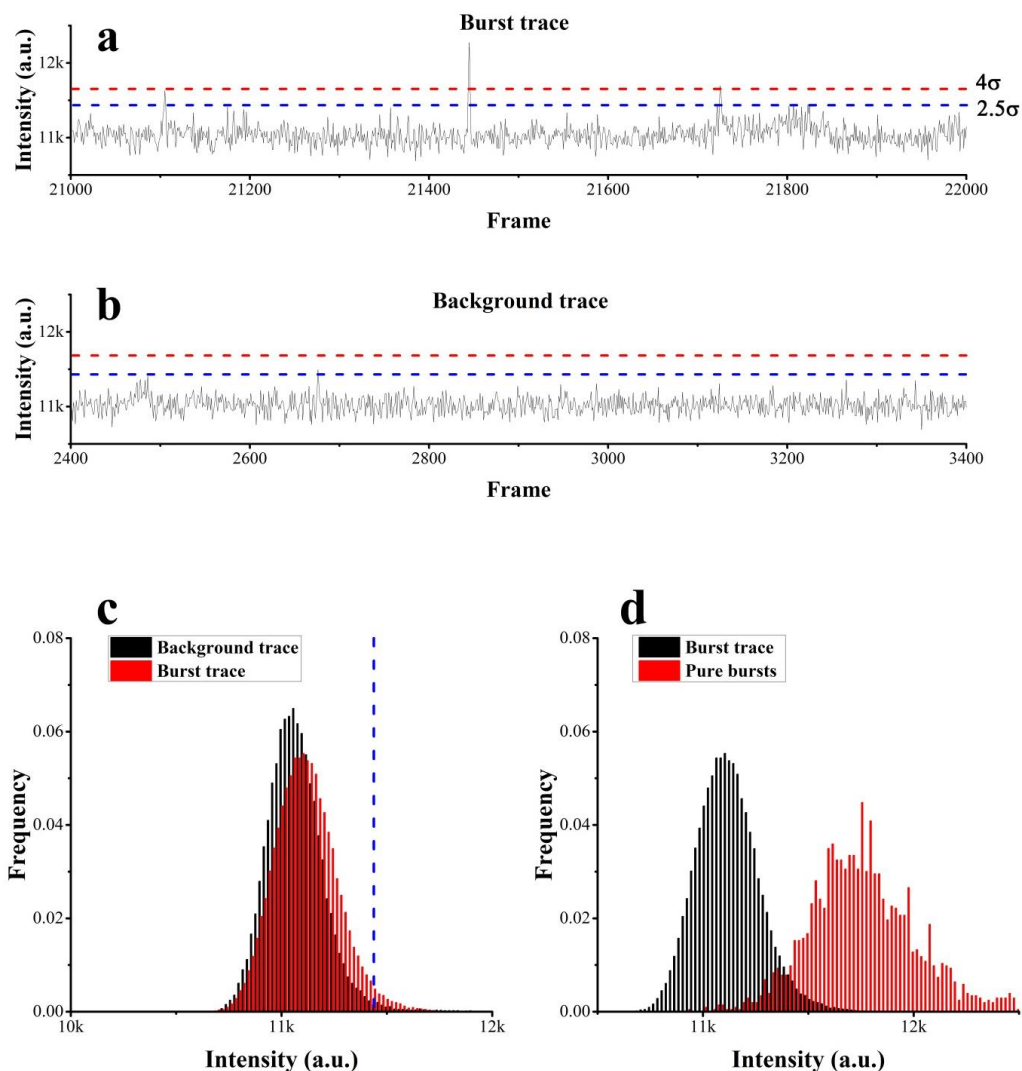 a
Burst trace
Intensity (a.u.)
12k
11k
4σ
2.5σ
21000 21200 21400 21600 21800 22000
Frame
b
Background trace
Intensity (a.u.)
12k
11k
2400 2600 2800 3000 3200 3400
Frame
c
Background trace
Burst trace
Frequency
0.08
0.06
0.04
0.02
0.00
10k 11k 12k
Intensity (a.u.)
d
Burst trace
Pure bursts
Frequency
0.08
0.06
0.04
0.02
0.00
11k 12k
Intensity (a.u.)